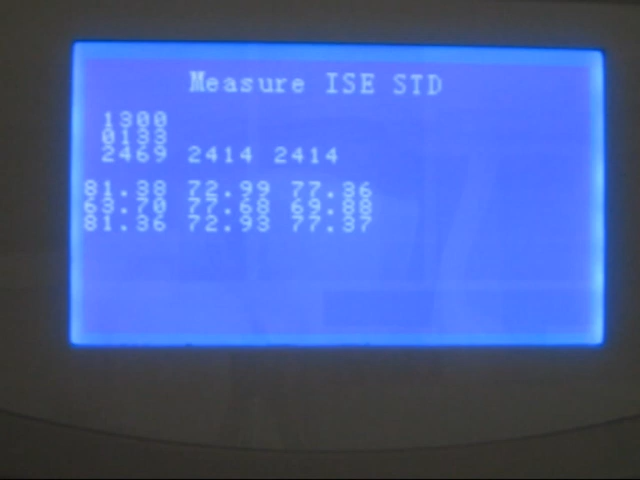 Measure ISE STD
1300
0133
2469 2414 2414
81.38 72.99 77.36
63.70 77.68 69.88
81.36 72.93 77.37